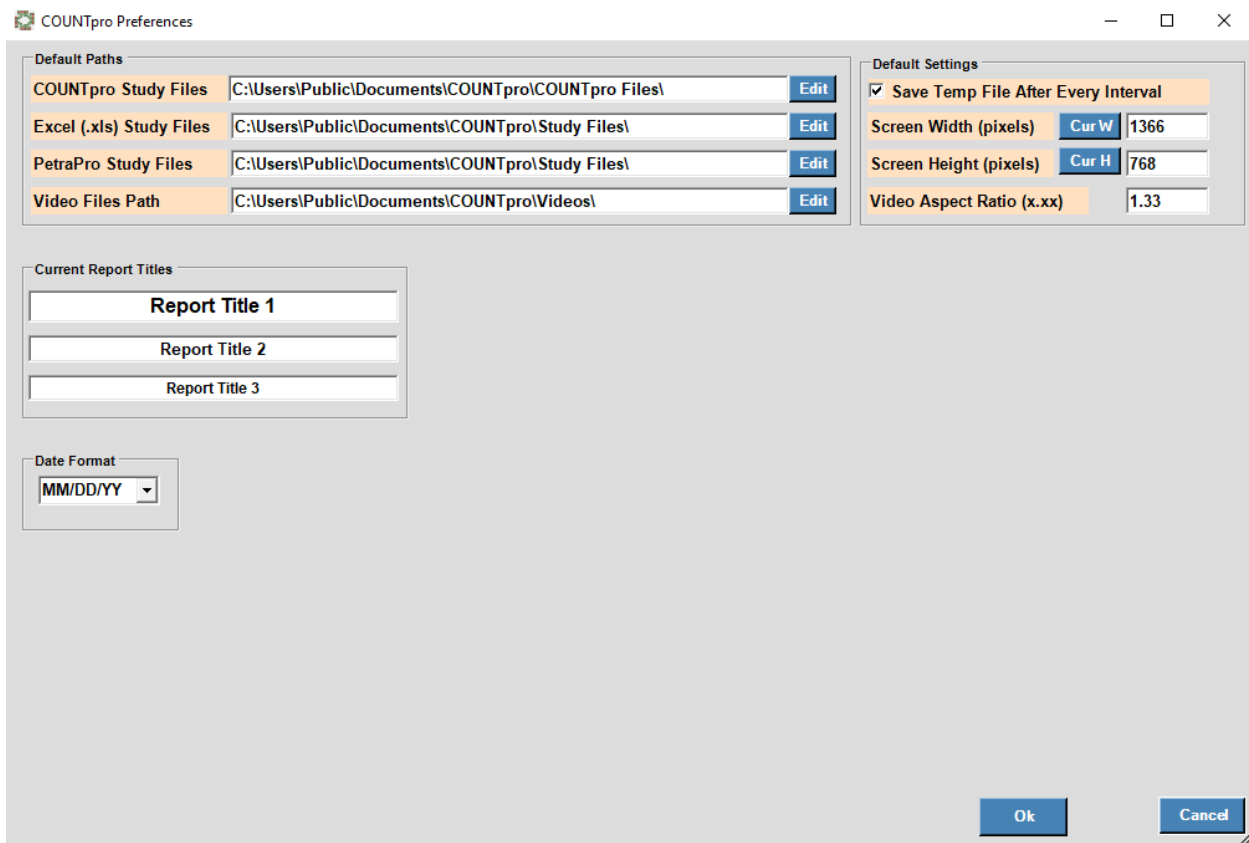 COUNTpro Preferences
Default Paths
COUNTpro Study Files C:\Users\Public\Documents\COUNTpro\COUNTpro Files\ Edit
Excel (.xls) Study Files C:\Users\Public\Documents\COUNTpro\Study Files\ Edit
PetraPro Study Files C:\Users\Public\Documents\COUNTpro\Study Files\ Edit
Video Files Path C:\Users\Public\Documents\COUNTpro\Videos\ Edit
Default Settings
Save Temp File After Every Interval
Screen Width (pixels) Cur W 1366
Screen Height (pixels) Cur H 768
Video Aspect Ratio (x.xx) 1.33
Current Report Titles
Report Title 1
Report Title 2
Report Title 3
Date Format
MM/DD/YY
Ok Cancel